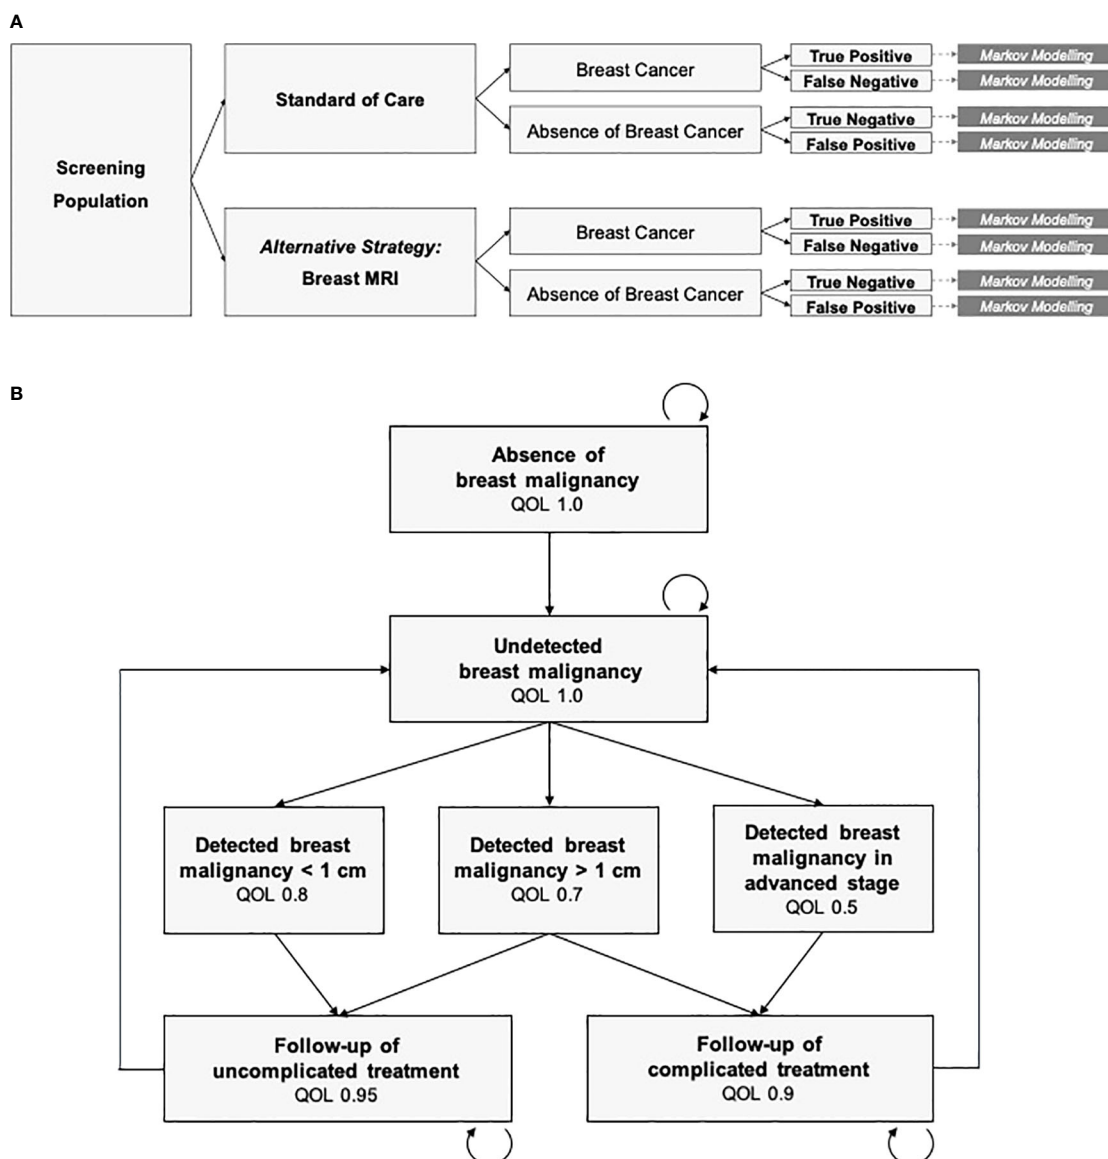 A
Screening
Population
Standard of Care
Alternative Strategy:
Breast MRI
Breast Cancer
Absence of Breast Cancer
Breast Cancer
Absence of Breast Cancer
True Positive
False Negative
True Negative
False Positive
True Positive
False Negative
True Negative
False Positive
Markov Modelling
Markov Modelling
Markov Modelling
Markov Modelling
Markov Modelling
Markov Modelling
Markov Modelling
Markov Modelling
B
Absence of
breast malignancy
QOL 1.0
Undetected
breast malignancy
QOL 1.0
Detected breast
malignancy < 1 cm
QOL 0.8
Detected breast
malignancy > 1 cm
QOL 0.7
Detected breast
malignancy in
advanced stage
QOL 0.5
Follow-up of
uncomplicated treatment
QOL 0.95
Follow-up of
complicated treatment
QOL 0.9